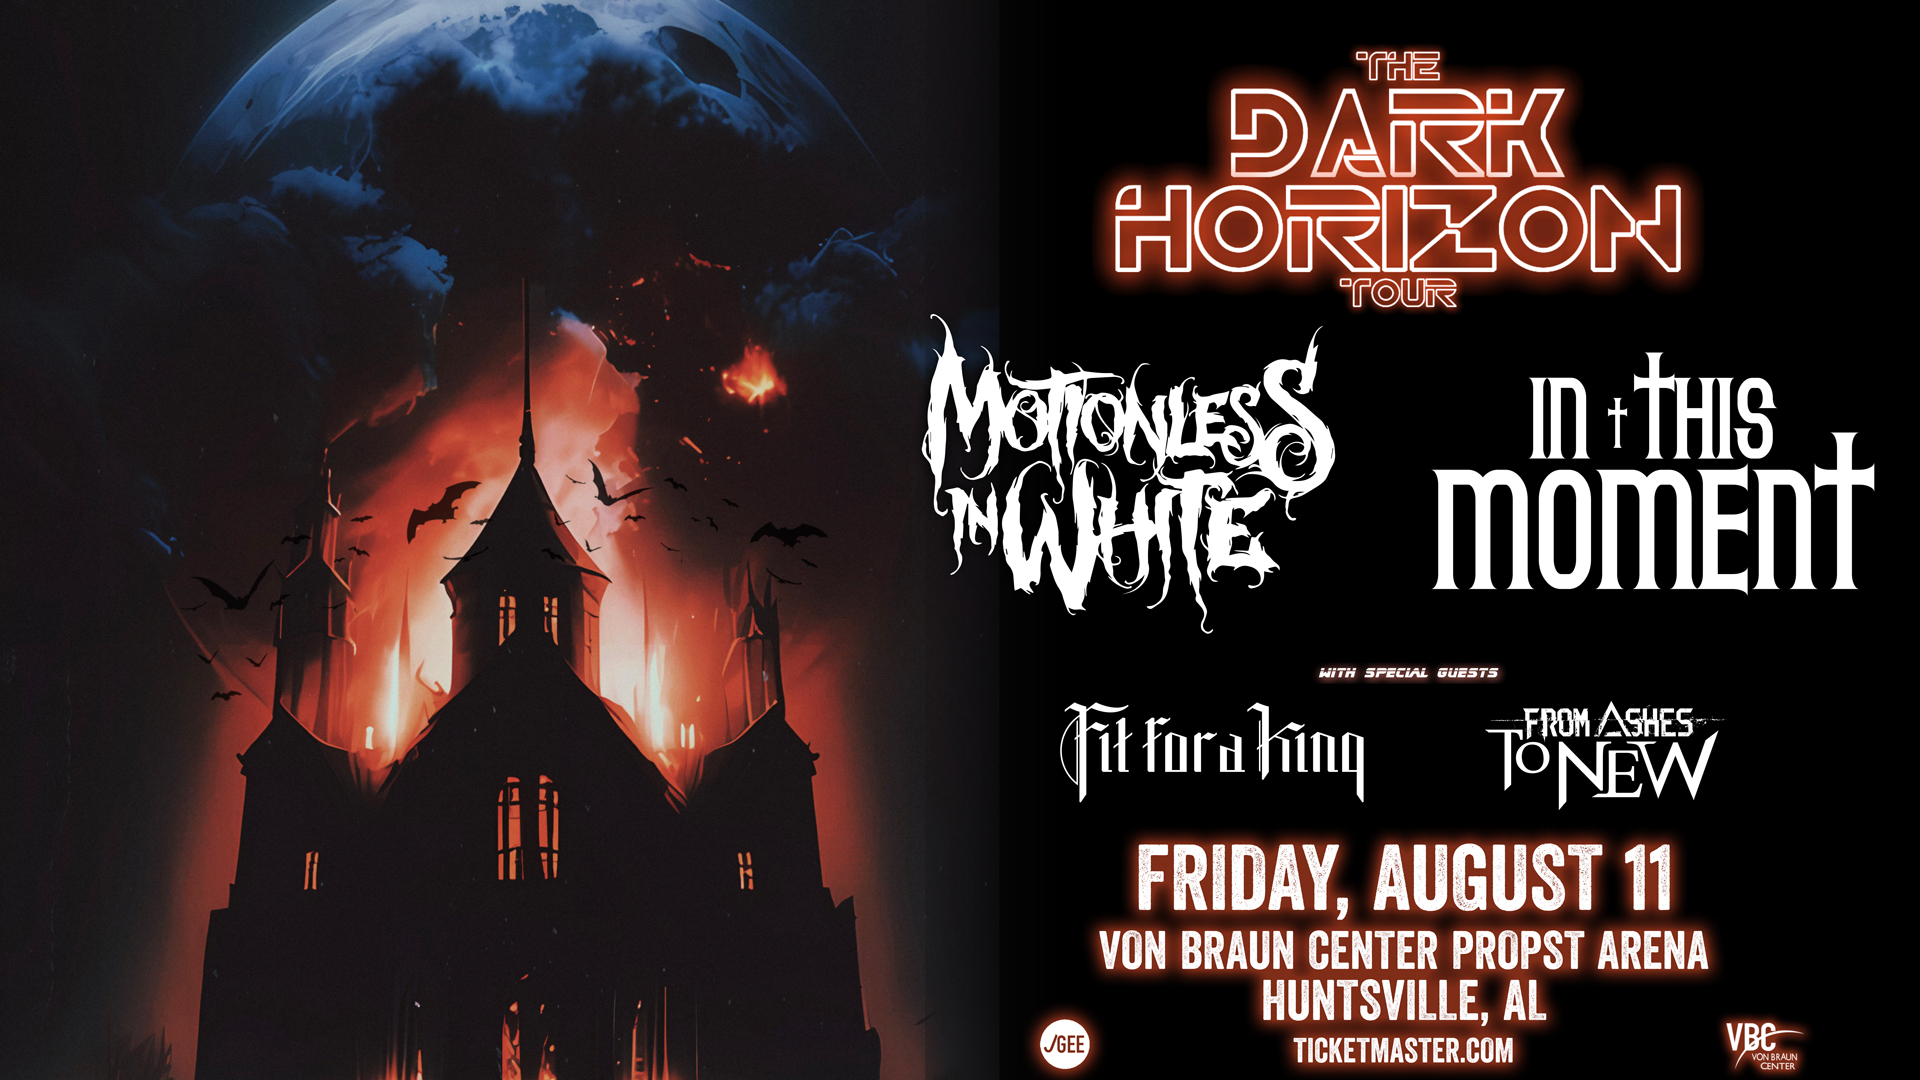 THE
DARK
HORIZON
TOUR
MOTIONLESS
IN WHITE
IN THIS
MOMENT
WITH SPECIAL GUESTS
Fit For a King
FROM ASHES
TO NEW
FRIDAY, AUGUST 11
VON BRAUN CENTER PROPST ARENA
HUNTSVILLE, AL
TICKETMASTER.COM
JGEE
VBC
VON BRAUN
CENTER